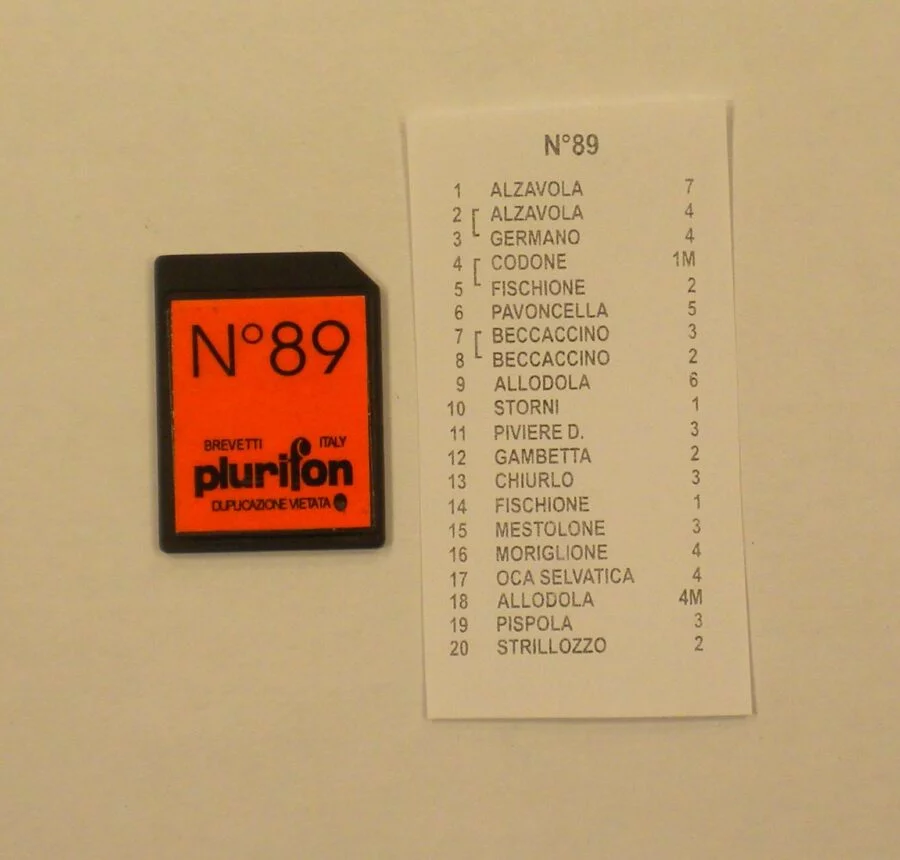 N°89
BREVETTI ITALY
plurifon
DUPLICAZIONE VIETATA
N°89
1 ALZAVOLA 7
2 ALZAVOLA 4
3 GERMANO 4
4 CODONE 1M
5 FISCHIONE 2
6 PAVONCELLA 5
7 BECCACCINO 3
8 BECCACCINO 2
9 ALLODOLA 6
10 STORNI 1
11 PIVIERE D. 3
12 GAMBETTA 2
13 CHIURLO 3
14 FISCHIONE 1
15 MESTOLONE 3
16 MORIGLIONE 4
17 OCA SELVATICA 4
18 ALLODOLA 4M
19 PISPOLA 3
20 STRILLOZZO 2